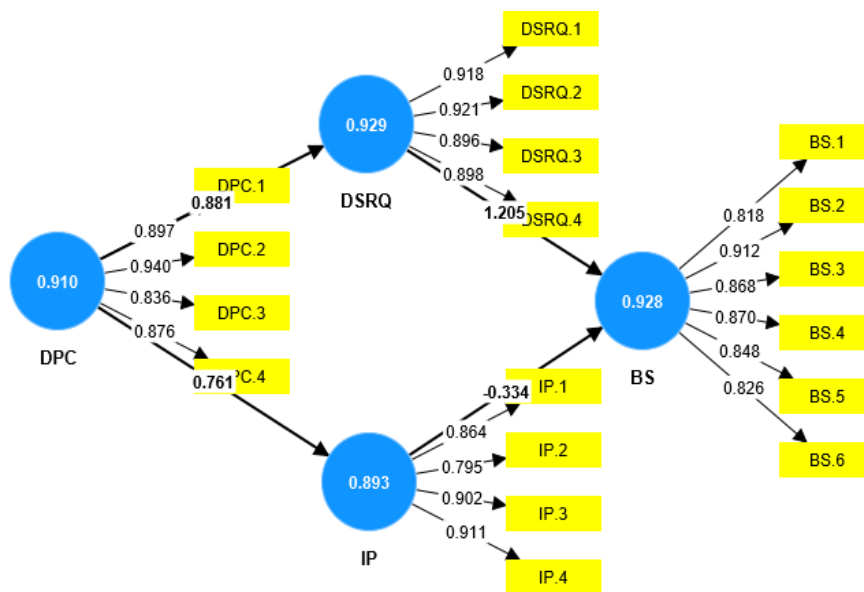 DPC.1
0.881
0.897
DPC.2
0.940
0.910
0.836
DPC.3
0.876
DPC
DPC.4
0.761
DSRQ.1
0.918
DSRQ.2
0.921
0.929
0.896
DSRQ.3
0.898
DSRQ
1.205
DSRQ.4
IP.1
-0.334
0.864
IP.2
0.795
0.893
0.902
IP.3
0.911
IP
IP.4
BS.1
0.818
BS.2
0.912
BS.3
0.868
0.928
0.870
BS.4
0.848
BS
0.826
BS.5
BS.6